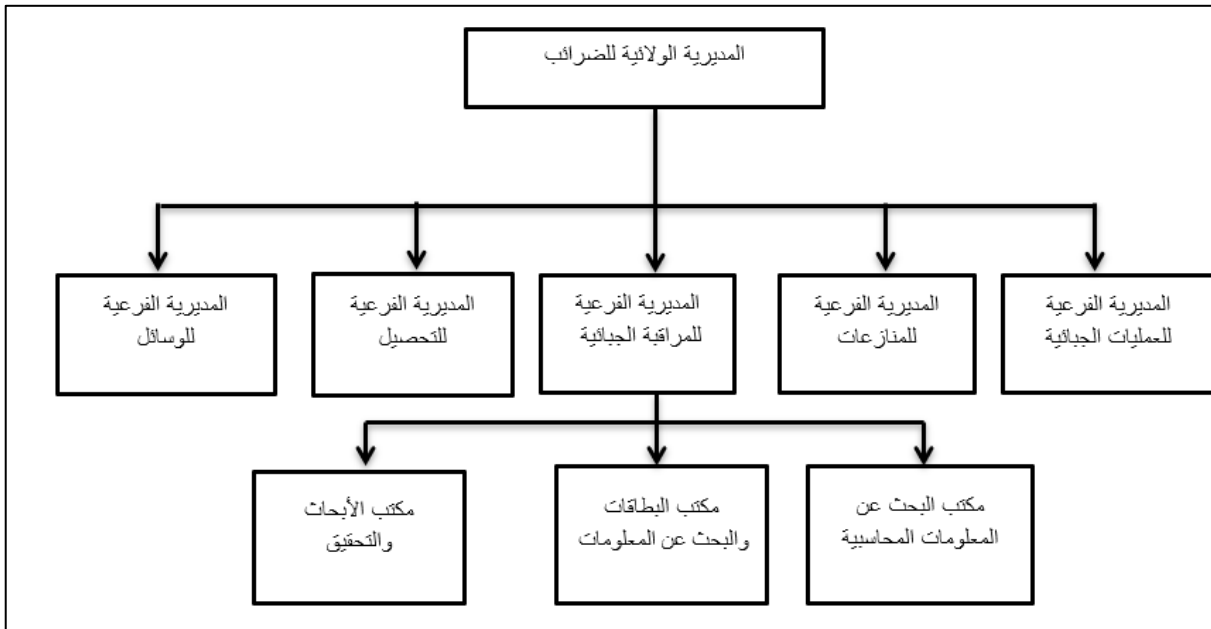 المديرية الولائية للضرائب
المديرية الفرعية
للعمليات الجبائية
المديرية الفرعية
للمنازعات
المديرية الفرعية
للمراقبة الجبائية
المديرية الفرعية
للتحصيل
المديرية الفرعية
للوسائل
مكتب البحث عن
المعلومات المحاسبية
مكتب البطاقات
والبحث عن المعلومات
مكتب الأبحاث
والتحقيق